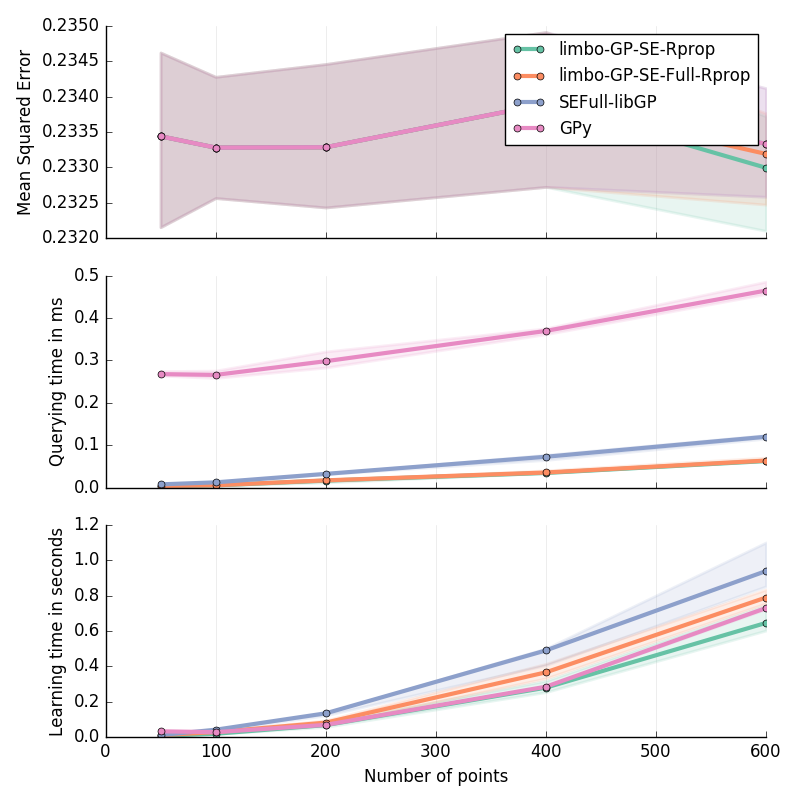 Mean Squared Error
0.2350
0.2345
0.2340
0.2335
0.2330
0.2325
0.2320
limbo-GP-SE-Rprop
limbo-GP-SE-Full-Rprop
SEFull-libGP
GPy
Querying time in ms
0.5
0.4
0.3
0.2
0.1
0.0
Learning time in seconds
1.2
1.0
0.8
0.6
0.4
0.2
0.0
0 100 200 300 400 500 600
Number of points